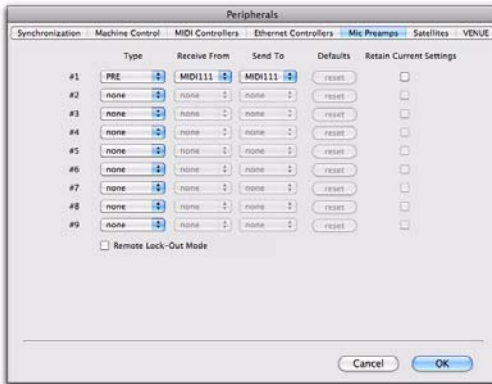 Peripherals
Synchronization Machine Control MIDI Controllers Ethernet Controllers Mic Preamps Satellites VENUE
Type Receive From Send To Defaults Retain Current Settings
#1 PRE MIDI111 MIDI111 reset
#2 none none none reset
#3 none none none reset
#4 none none none reset
#5 none none none reset
#6 none none none reset
#7 none none none reset
#8 none none none reset
#9 none none none reset
Remote Lock-Out Mode
Cancel OK